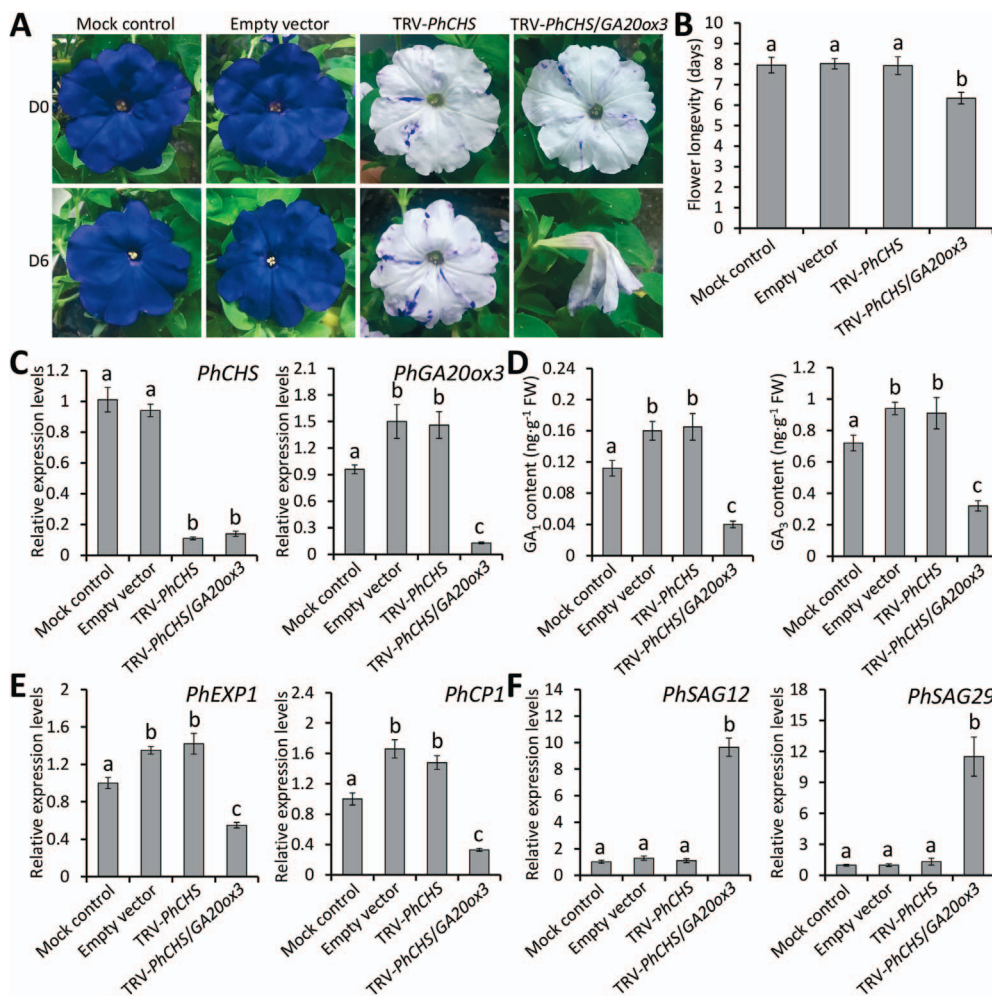 A
Mock control Empty vector TRV-PhCHS TRV-PhCHS/GA20ox3
D0
D6
B
Flower longevity (days)
10
9
8
7
6
5
4
3
2
1
0
a a a b
Mock control Empty vector TRV-PhCHS TRV-PhCHS/GA20ox3
C
PhCHS
Relative expression levels
1.2
1
0.8
0.6
0.4
0.2
0
a a b b
Mock control Empty vector TRV-PhCHS TRV-PhCHS/GA20ox3
PhGA20ox3
Relative expression levels
2.1
1.8
1.5
1.2
0.9
0.6
0.3
0
a b b c
Mock control Empty vector TRV-PhCHS TRV-PhCHS/GA20ox3
D
GA₁ content (ng·g⁻¹ FW)
0.24
0.2
0.16
0.12
0.08
0.04
0
a b b c
Mock control Empty vector TRV-PhCHS TRV-PhCHS/GA20ox3
GA₃ content (ng·g⁻¹ FW)
1.2
1
0.8
0.6
0.4
0.2
0
a b b c
Mock control Empty vector TRV-PhCHS TRV-PhCHS/GA20ox3
E
PhEXP1
Relative expression levels
2
1.6
1.2
0.8
0.4
0
a b b c
Mock control Empty vector TRV-PhCHS TRV-PhCHS/GA20ox3
PhCP1
Relative expression levels
2.4
2
1.6
1.2
0.8
0.4
0
a b b c
Mock control Empty vector TRV-PhCHS TRV-PhCHS/GA20ox3
F
PhSAG12
Relative expression levels
14
12
10
8
6
4
2
0
a a a b
Mock control Empty vector TRV-PhCHS TRV-PhCHS/GA20ox3
PhSAG29
Relative expression levels
18
15
12
9
6
3
0
a a a b
Mock control Empty vector TRV-PhCHS TRV-PhCHS/GA20ox3